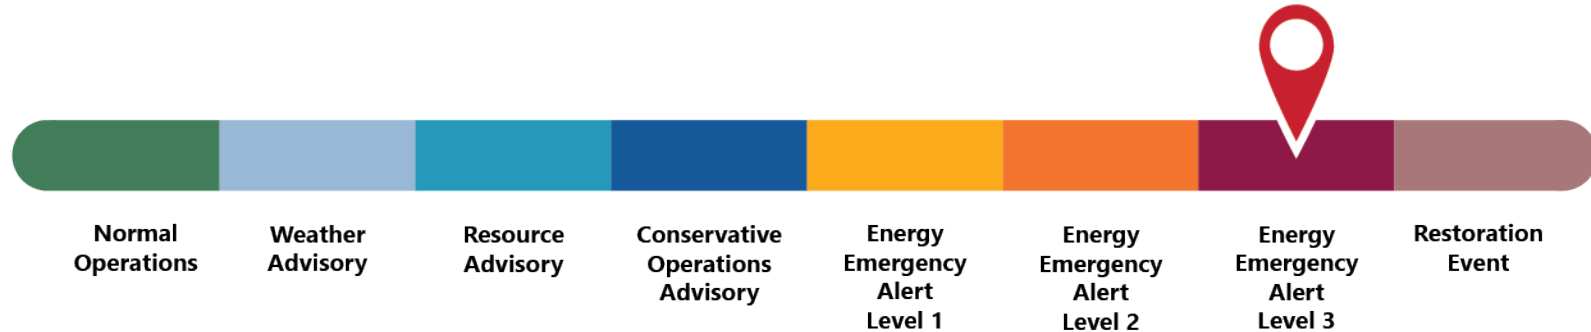 Normal
Operations
Weather
Advisory
Resource
Advisory
Conservative
Operations
Advisory
Energy
Emergency
Alert
Level 1
Energy
Emergency
Alert
Level 2
Energy
Emergency
Alert
Level 3
Restoration
Event